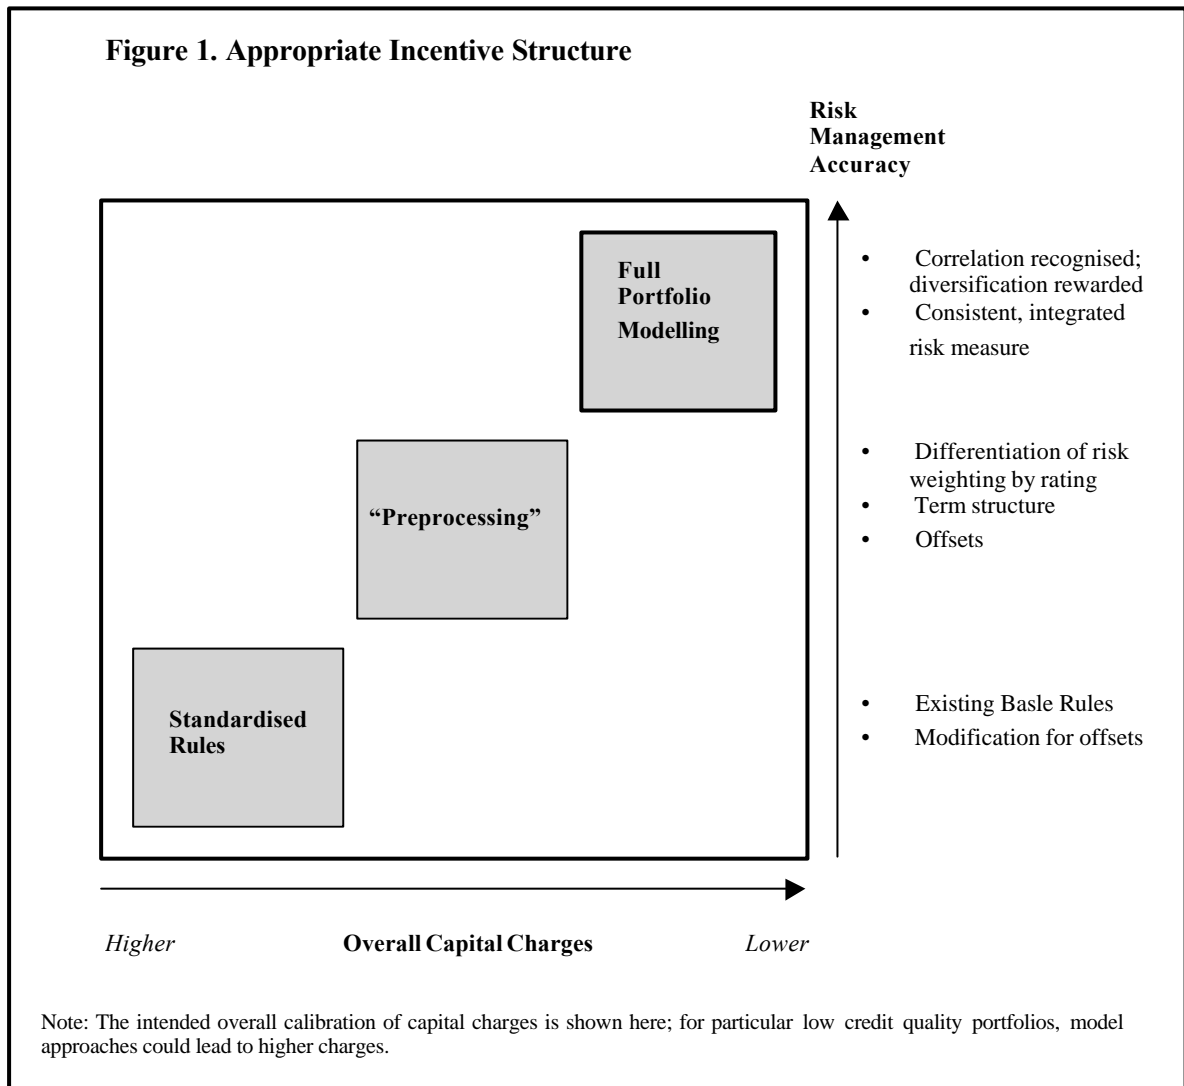 Figure 1. Appropriate Incentive Structure
Risk
Management
Accuracy
Full
Portfolio
Modelling
• Correlation recognised;
diversification rewarded
• Consistent, integrated
risk measure
“Preprocessing”
• Differentiation of risk
weighting by rating
• Term structure
• Offsets
Standardised
Rules
• Existing Basle Rules
• Modification for offsets
Higher Overall Capital Charges Lower
Note: The intended overall calibration of capital charges is shown here; for particular low credit quality portfolios, model
approaches could lead to higher charges.